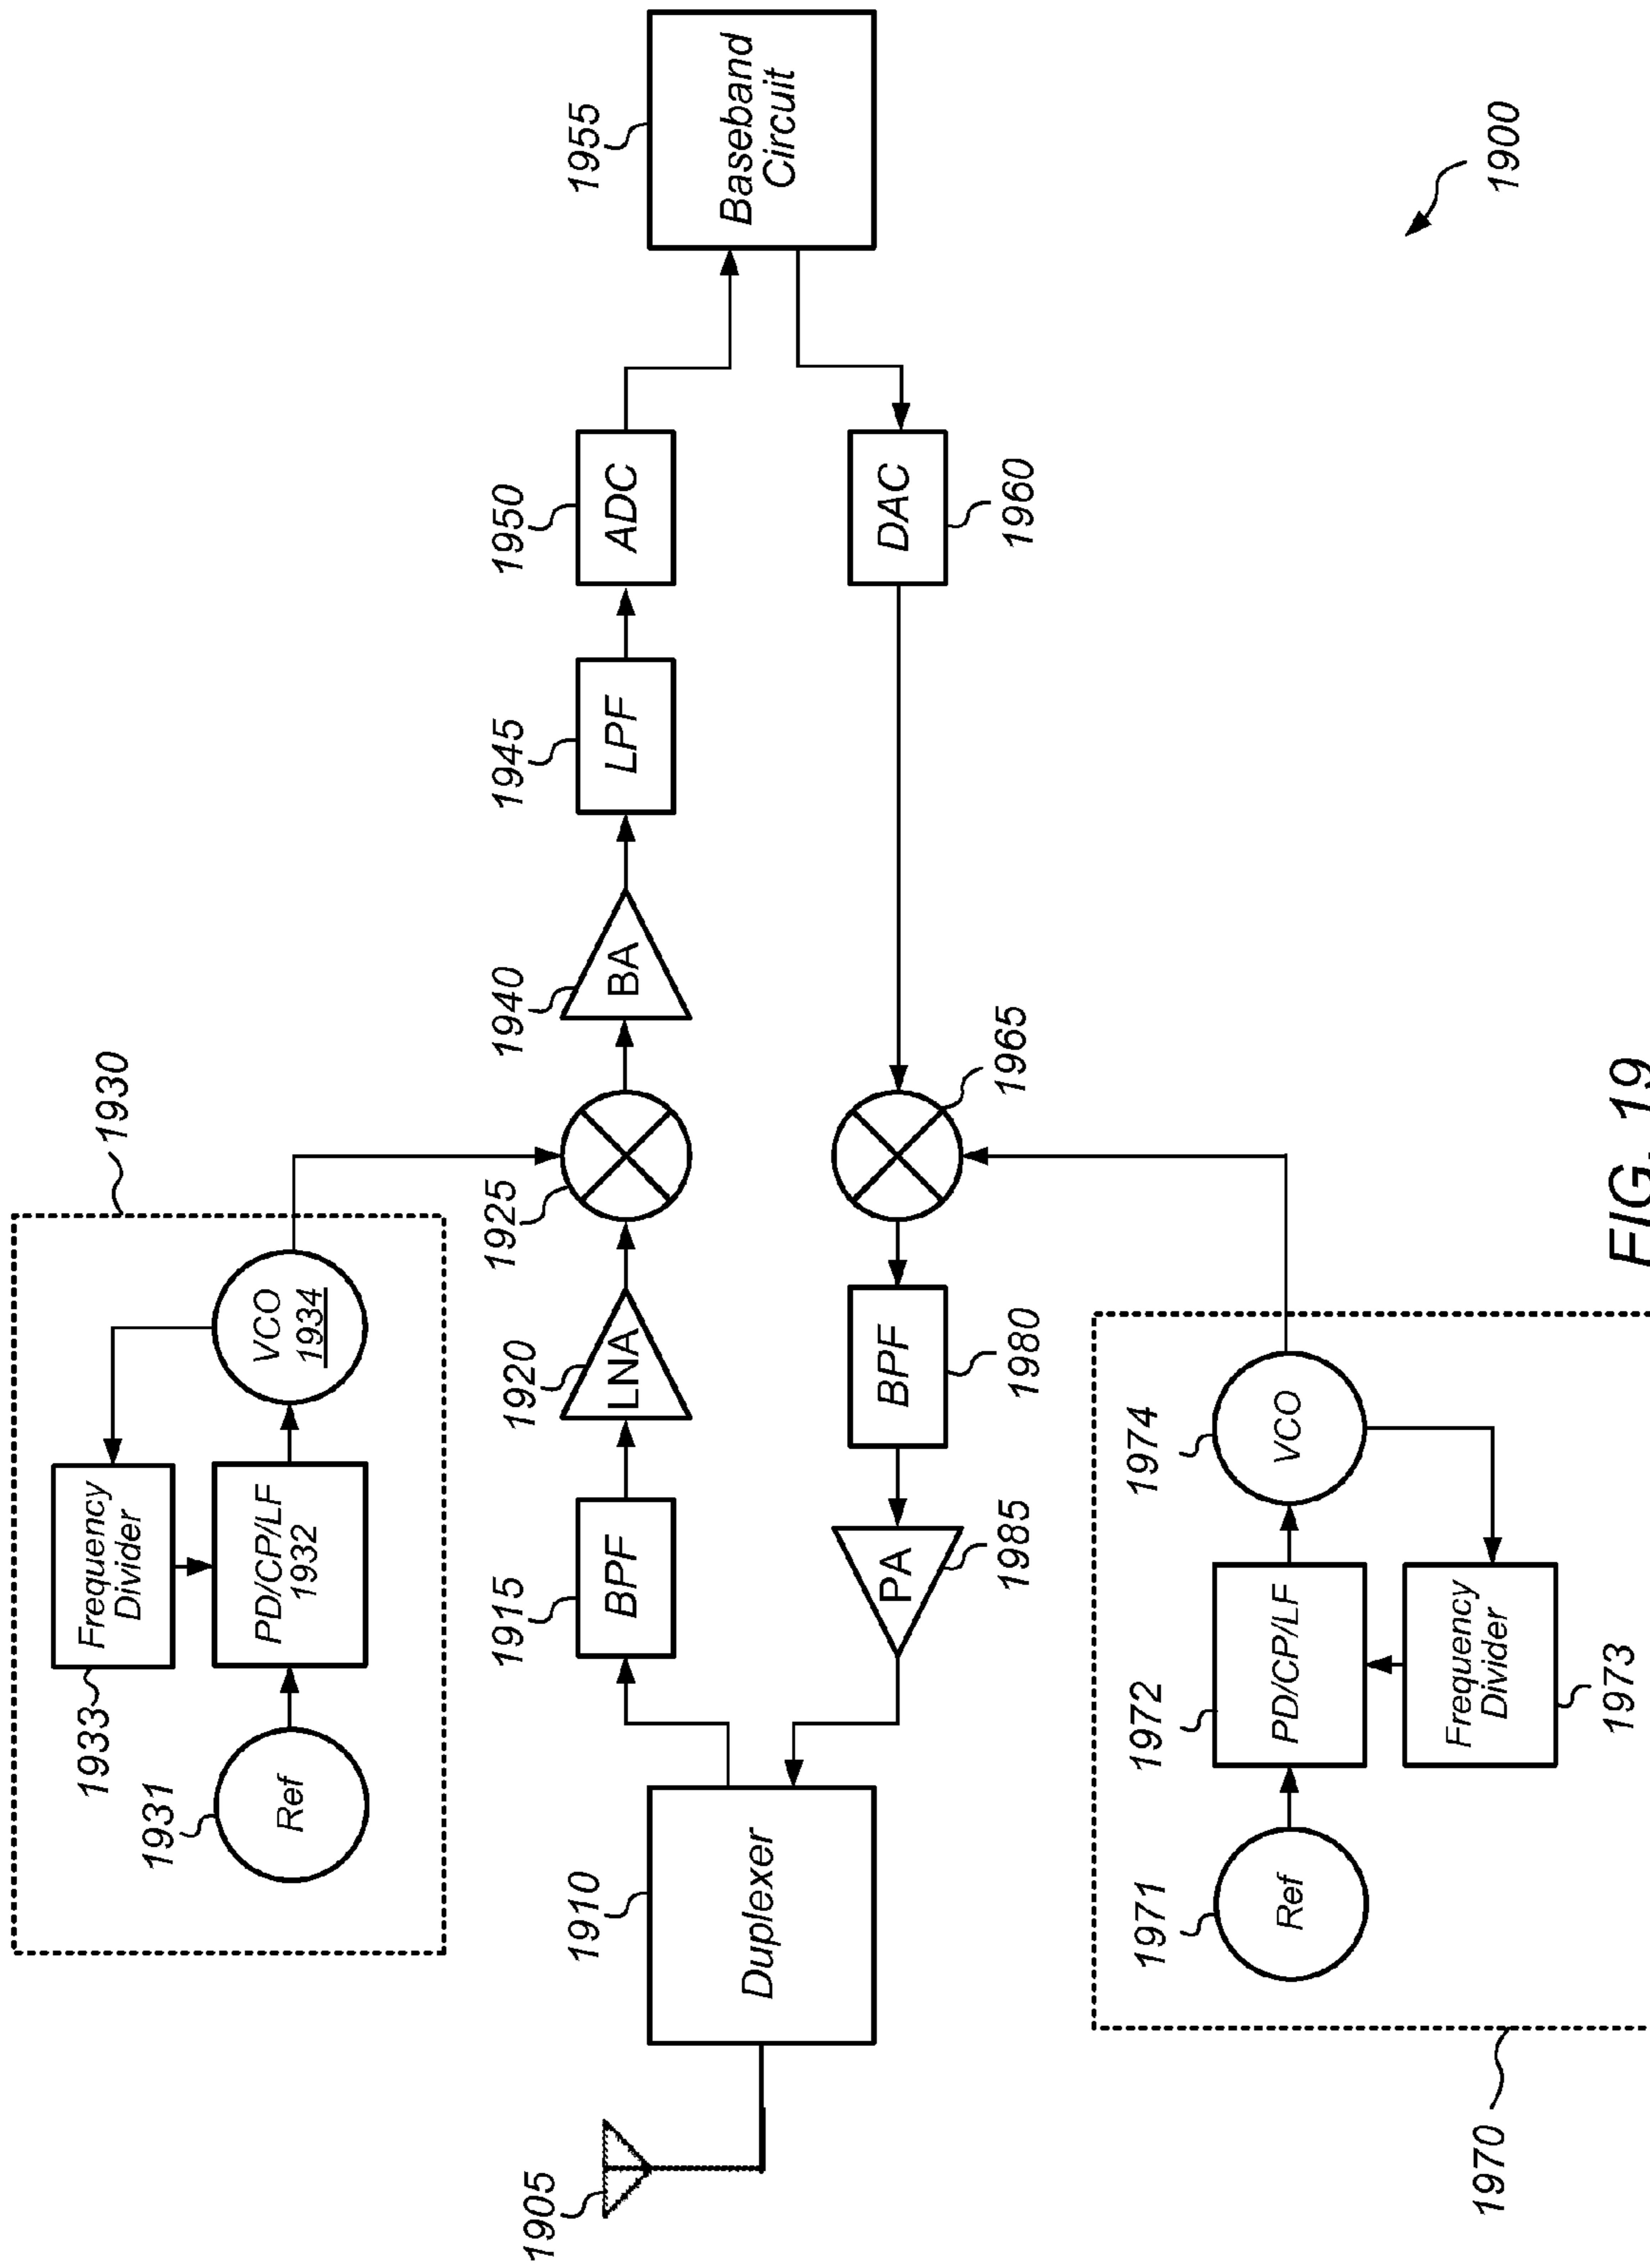 1930
1933
Frequency
Divider
1931
Ref
PD/CP/LF
1932
VCO
1934
1905
1910
Duplexer
1915
BPF
1920
LNA
1925
1940
BA
1945
LPF
1950
ADC
1955
Baseband
Circuit
PA
1985
BPF
1980
1965
DAC
1960
1970
1971
Ref
1972
PD/CP/LF
1974
VCO
Frequency
Divider
1973
1900
FIG. 19